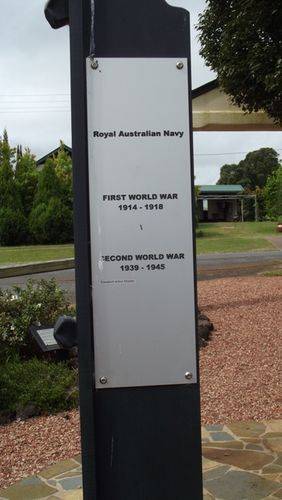 Royal Australian Navy
FIRST WORLD WAR
1914 - 1918
SECOND WORLD WAR
1939 - 1945